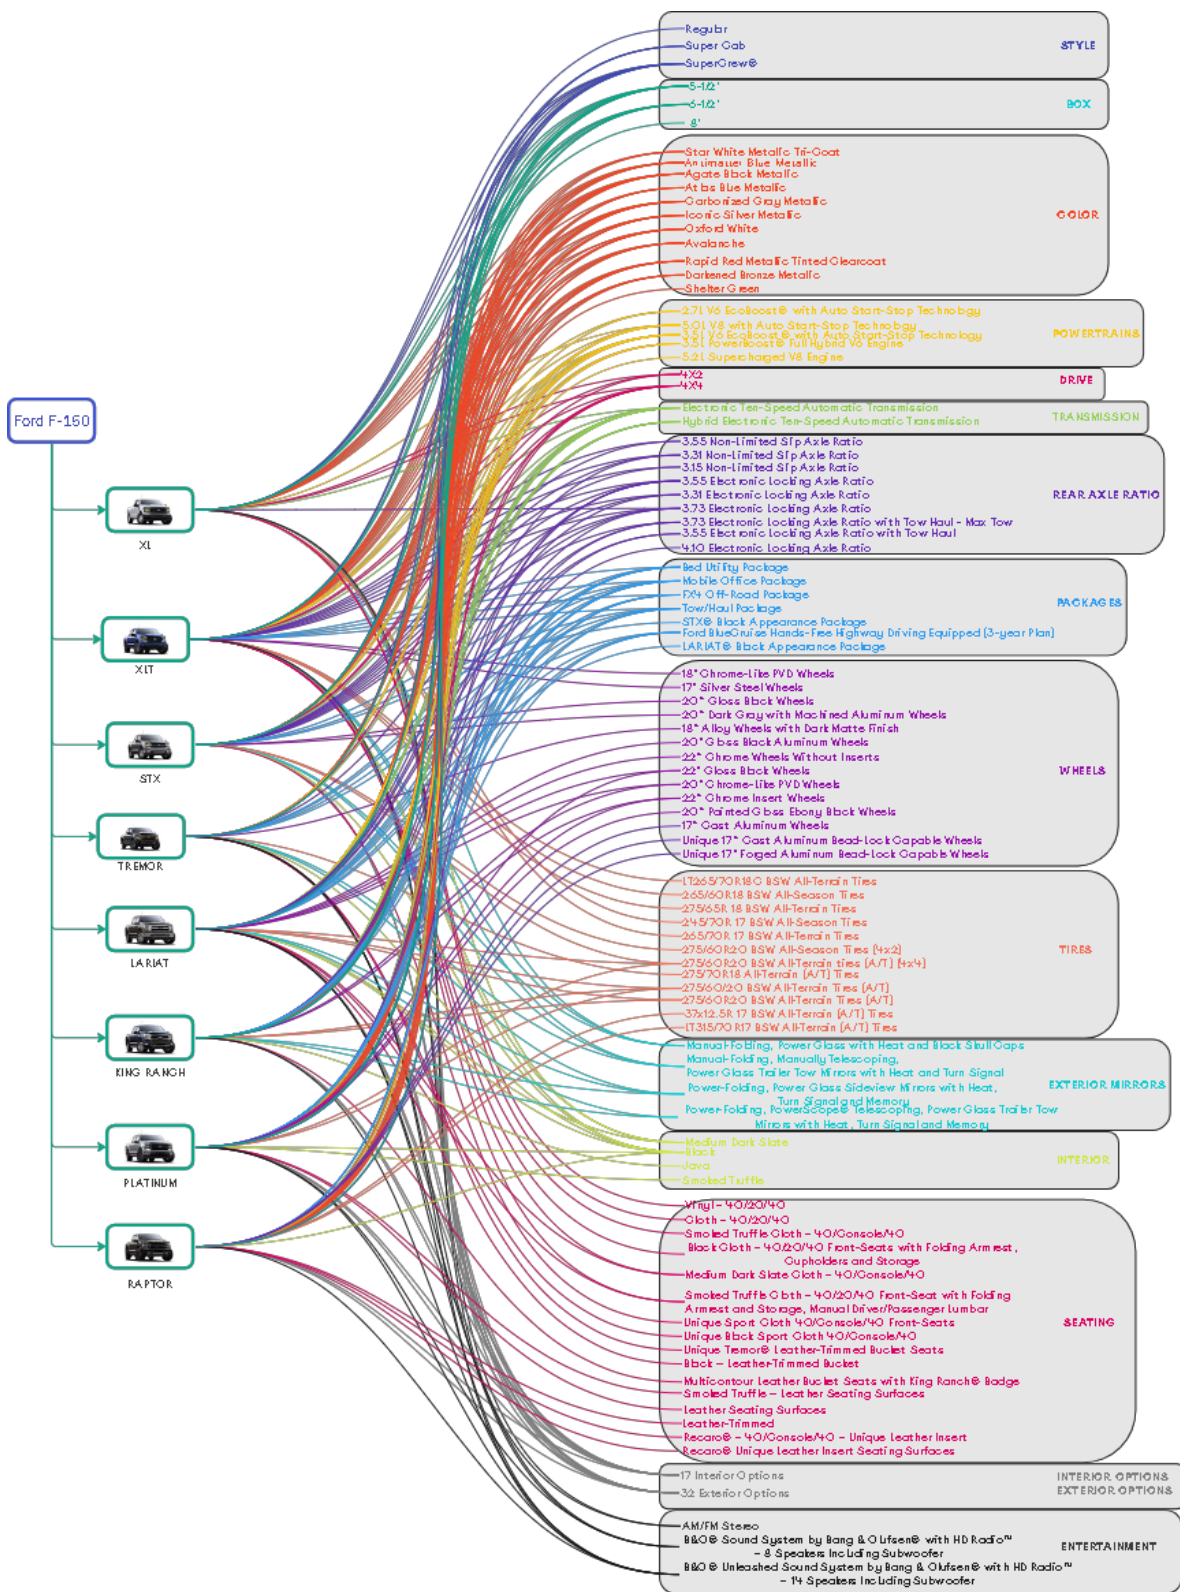 Ford F-150
XL
XLT
STX
TREMOR
LARIAT
KING RANCH
PLATINUM
RAPTOR
Regular
Super Cab
SuperCrew®
STYLE
5-1/2'
6-1/2'
8'
BOX
Star White Metallic Tri-Coat
Antimatter Blue Metallic
Agate Black Metallic
Atlas Blue Metallic
Carbonized Gray Metallic
Iconic Silver Metallic
Oxford White
Avalanche
Rapid Red Metallic Tinted Clearcoat
Darkened Bronze Metallic
Shelter Green
COLOR
2.7L V6 EcoBoost® with Auto Start-Stop Technology
5.0L V8 with Auto Start-Stop Technology
3.5L V6 EcoBoost® with Auto Start-Stop Technology
3.5L PowerBoost® Full Hybrid V6 Engine
5.2L Supercharged V8 Engine
POWERTRAINS
4X2
4X4
DRIVE
Electronic Ten-Speed Automatic Transmission
Hybrid Electronic Ten-Speed Automatic Transmission
TRANSMISSION
3.55 Non-Limited Slip Axle Ratio
3.31 Non-Limited Slip Axle Ratio
3.15 Non-Limited Slip Axle Ratio
3.55 Electronic Locking Axle Ratio
3.31 Electronic Locking Axle Ratio
3.73 Electronic Locking Axle Ratio
3.73 Electronic Locking Axle Ratio with Tow Haul - Max Tow
3.55 Electronic Locking Axle Ratio with Tow Haul
4.10 Electronic Locking Axle Ratio
REAR AXLE RATIO
Bed Utility Package
Mobile Office Package
FX4 Off-Road Package
Tow/Haul Package
STX® Black Appearance Package
Ford BlueCruise Hands-Free Highway Driving Equipped (3-year Plan)
LARIAT® Black Appearance Package
PACKAGES
18" Chrome-Like PVD Wheels
17" Silver Steel Wheels
20" Gloss Black Wheels
20" Dark Gray with Machined Aluminum Wheels
18" Alloy Wheels with Dark Matte Finish
20" Gloss Black Aluminum Wheels
22" Chrome Wheels Without Inserts
22" Gloss Black Wheels
20" Chrome-Like PVD Wheels
22" Chrome Insert Wheels
20" Painted Gloss Ebony Black Wheels
17" Cast Aluminum Wheels
Unique 17" Cast Aluminum Bead-Lock Capable Wheels
Unique 17" Forged Aluminum Bead-Lock Capable Wheels
WHEELS
LT265/70R18C BSW All-Terrain Tires
265/60R18 BSW All-Season Tires
275/65R 18 BSW All-Terrain Tires
245/70R 17 BSW All-Season Tires
265/70R 17 BSW All-Terrain Tires
275/60R20 BSW All-Season Tires (4x2)
275/60R20 BSW All-Terrain tires (A/T) (4x4)
275/70R18 All-Terrain (A/T) Tires
275/60/20 BSW All-Terrain Tires (A/T)
275/60R20 BSW All-Terrain Tires (A/T)
37x12.5R 17 BSW All-Terrain (A/T) Tires
LT315/70 R17 BSW All-Terrain (A/T) Tires
TIRES
Manual-Folding, Power Glass with Heat and Black Skull Caps
Manual-Folding, Manually Telescoping,
Power Glass Trailer Tow Mirrors with Heat and Turn Signal
Power-Folding, Power Glass Sideview Mirrors with Heat,
Turn Signal and Memory
Power-Folding, PowerScope® Telescoping, Power Glass Trailer Tow
Mirrors with Heat, Turn Signal and Memory
EXTERIOR MIRRORS
Medium Dark Slate
Black
Java
Smoked Truffle
INTERIOR
Vinyl - 40/20/40
Cloth - 40/20/40
Smoked Truffle Cloth - 40/Console/40
Black Cloth - 40/20/40 Front-Seats with Folding Armrest,
Cupholders and Storage
Medium Dark Slate Cloth - 40/Console/40
Smoked Truffle Cloth - 40/20/40 Front-Seat with Folding
Armrest and Storage, Manual Driver/Passenger Lumbar
Unique Sport Cloth 40/Console/40 Front-Seats
Unique Black Sport Cloth 40/Console/40
Unique Tremor® Leather-Trimmed Bucket Seats
Black – Leather-Trimmed Bucket
Multicontour Leather Bucket Seats with King Ranch® Badge
Smoked Truffle – Leather Seating Surfaces
Leather Seating Surfaces
Leather-Trimmed
Recaro® - 40/Console/40 - Unique Leather Insert
Recaro® Unique Leather Insert Seating Surfaces
SEATING
17 Interior Options
32 Exterior Options
INTERIOR OPTIONS
EXTERIOR OPTIONS
AM/FM Stereo
B&O® Sound System by Bang & Olufsen® with HD Radio™
- 8 Speakers Including Subwoofer
B&O® Unleashed Sound System by Bang & Olufsen® with HD Radio™
- 14 Speakers Including Subwoofer
ENTERTAINMENT